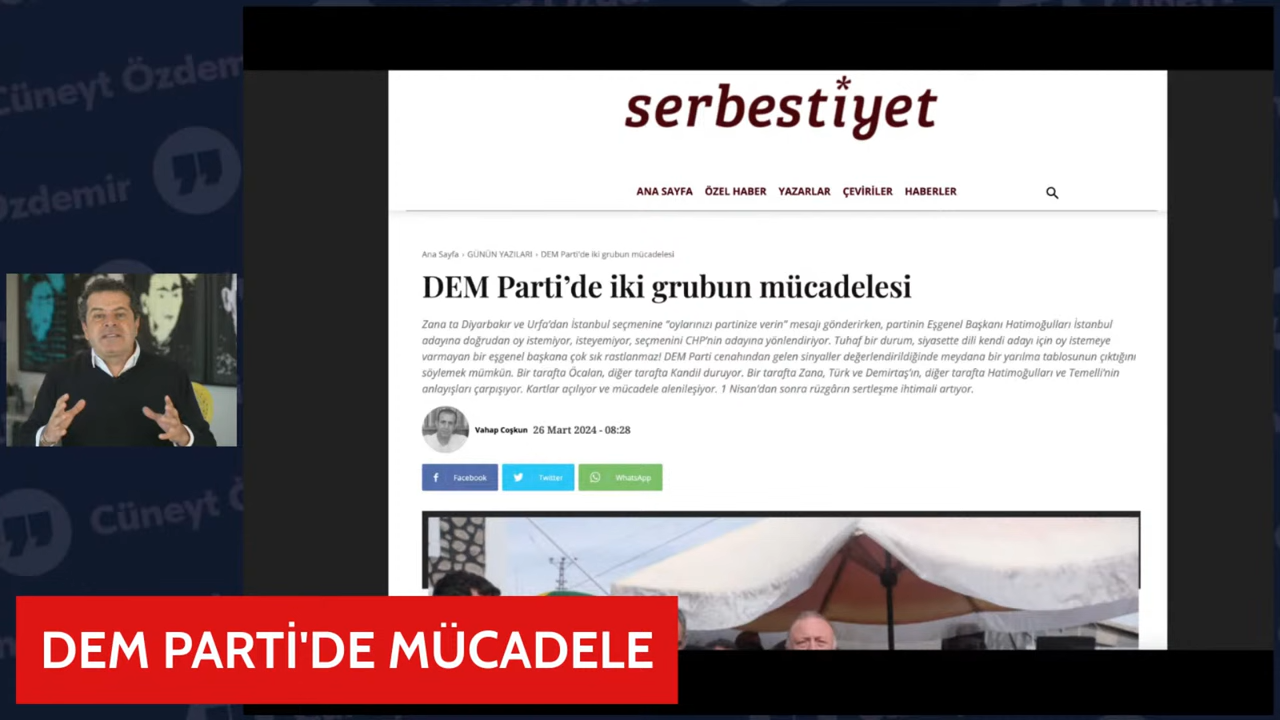 Cüneyt Özdem
Özdemir
Cüneyt Ö
serbestiyet
ANA SAYFA ÖZEL HABER YAZARLAR ÇEVİRİLER HABERLER
Ana Sayfa › GÜNÜN YAZILARI › DEM Parti'de iki grubun mücadelesi
DEM Parti’de iki grubun mücadelesi
Zana ta Diyarbakır ve Urfa’dan İstanbul seçmenine “oylarınızı partinize verin” mesajı gönderirken, partinin Eşgenel Başkanı Hatimoğulları İstanbul
adayına doğrudan oy istemiyor, isteyemiyor, seçmenini CHP’nin adayına yönlendiriyor. Tuhaf bir durum, siyasette dili kendi adayı için oy istemeye
varmayan bir eşgenel başkana çok sık rastlanmaz! DEM Parti cenahından gelen sinyaller değerlendirildiğinde meydana bir yarılma tablosunun çıktığını
söylemek mümkün. Bir tarafta Öcalan, diğer tarafta Kandil duruyor. Bir tarafta Zana, Türk ve Demirtaş’ın, diğer tarafta Hatimoğulları ve Temelli’nin
anlayışları çarpışıyor. Kartlar açılıyor ve mücadele alenileşiyor. 1 Nisan’dan sonra rüzgârın sertleşme ihtimali artıyor.
Vahap Coşkun 26 Mart 2024 - 08:28
Facebook Twitter WhatsApp
DEM PARTİ'DE MÜCADELE